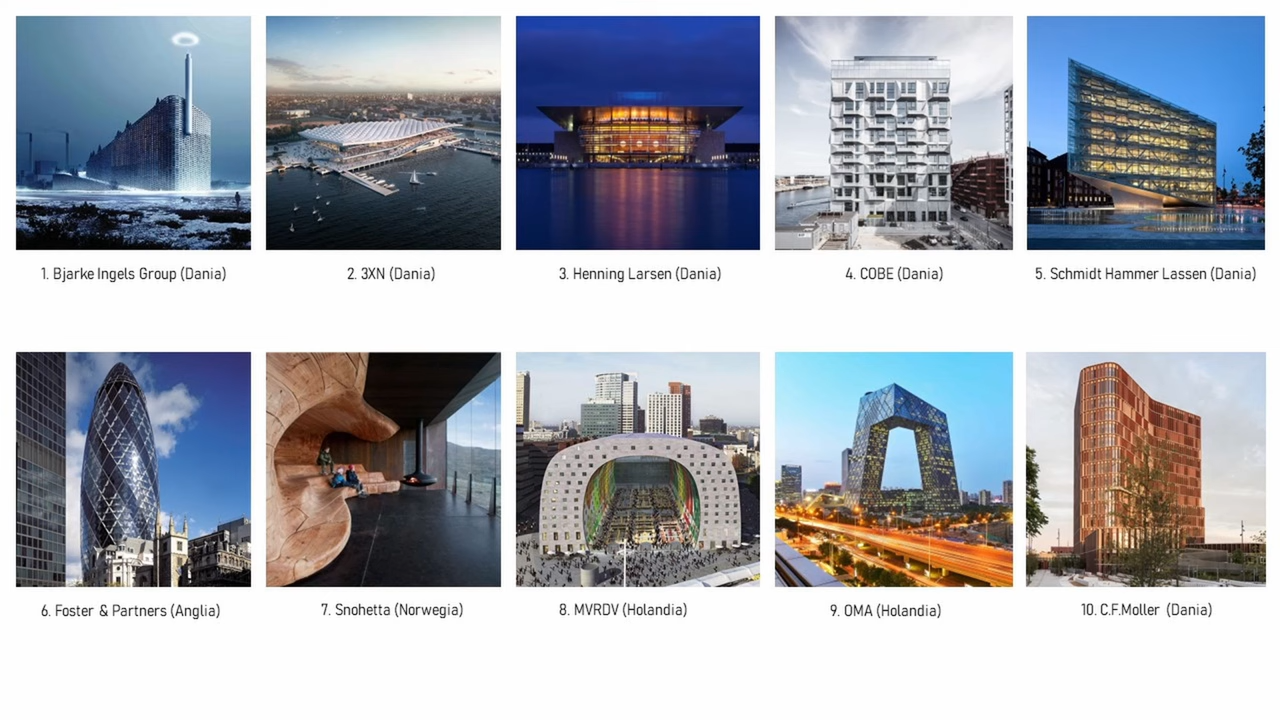 1. Bjarke Ingels Group (Dania)
2. 3XN (Dania)
3. Henning Larsen (Dania)
4. COBE (Dania)
5. Schmidt Hammer Lassen (Dania)
6. Foster & Partners (Anglia)
7. Snohetta (Norwegia)
8. MVRDV (Holandia)
9. OMA (Holandia)
10. C.F.Moller (Dania)